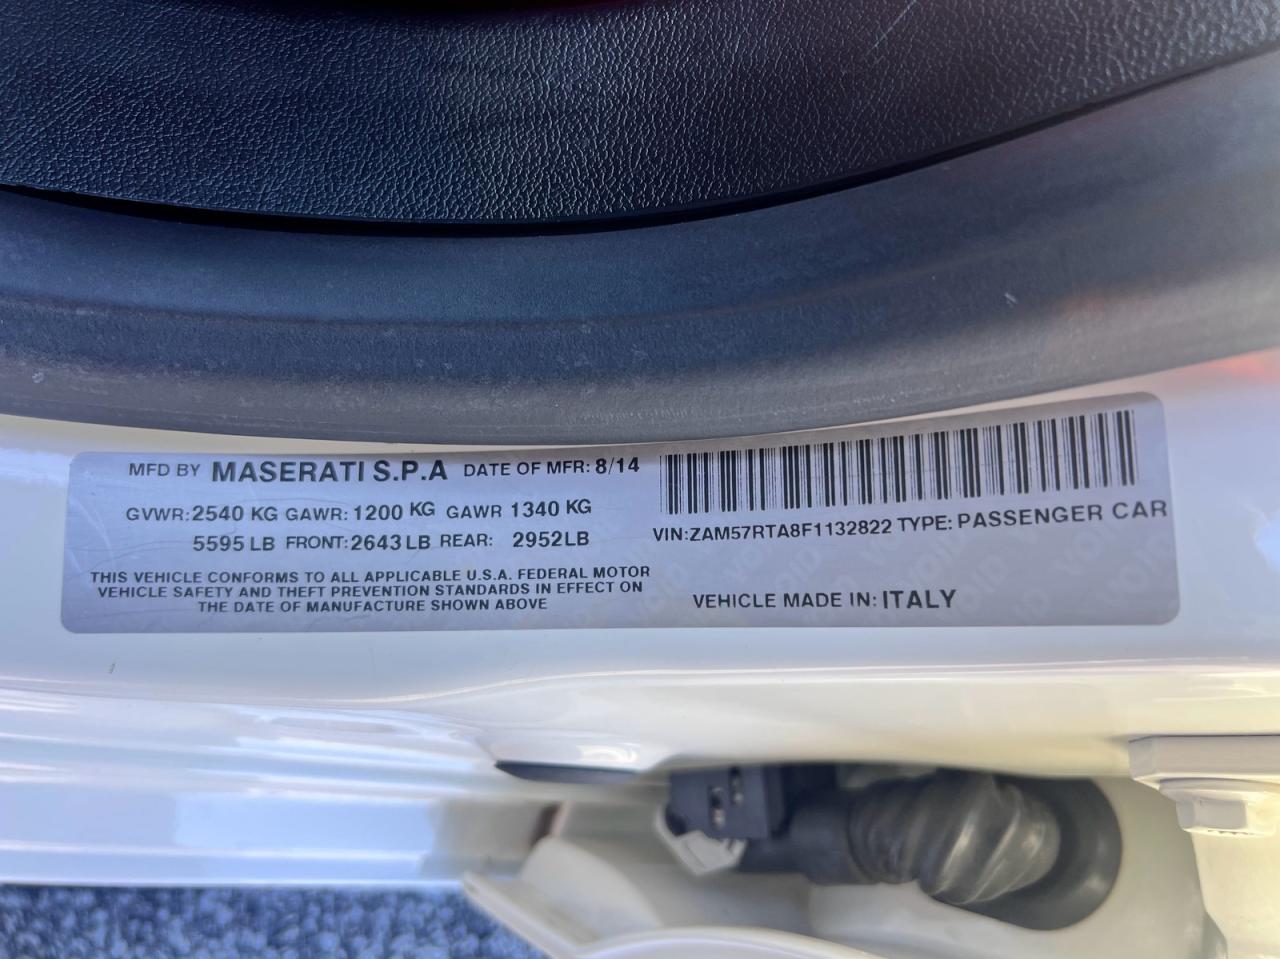 MFD BY MASERATI S.P.A DATE OF MFR: 8/14
GVWR: 2540 KG GAWR: 1200 KG GAWR 1340 KG
5595 LB FRONT: 2643 LB REAR: 2952LB
THIS VEHICLE CONFORMS TO ALL APPLICABLE U.S.A. FEDERAL MOTOR
VEHICLE SAFETY AND THEFT PREVENTION STANDARDS IN EFFECT ON
THE DATE OF MANUFACTURE SHOWN ABOVE
VIN:ZAM57RTA8F1132822 TYPE: PASSENGER CAR
VEHICLE MADE IN: ITALY